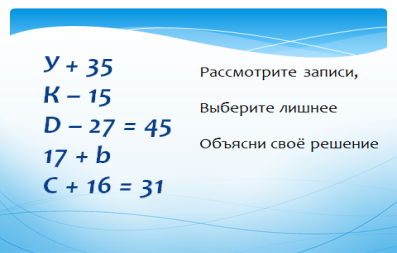 У + 35
К – 15
D – 27 = 45
17 + b
С + 16 = 31
Рассмотрите записи,
Выберите лишнее
Объясни своё решение